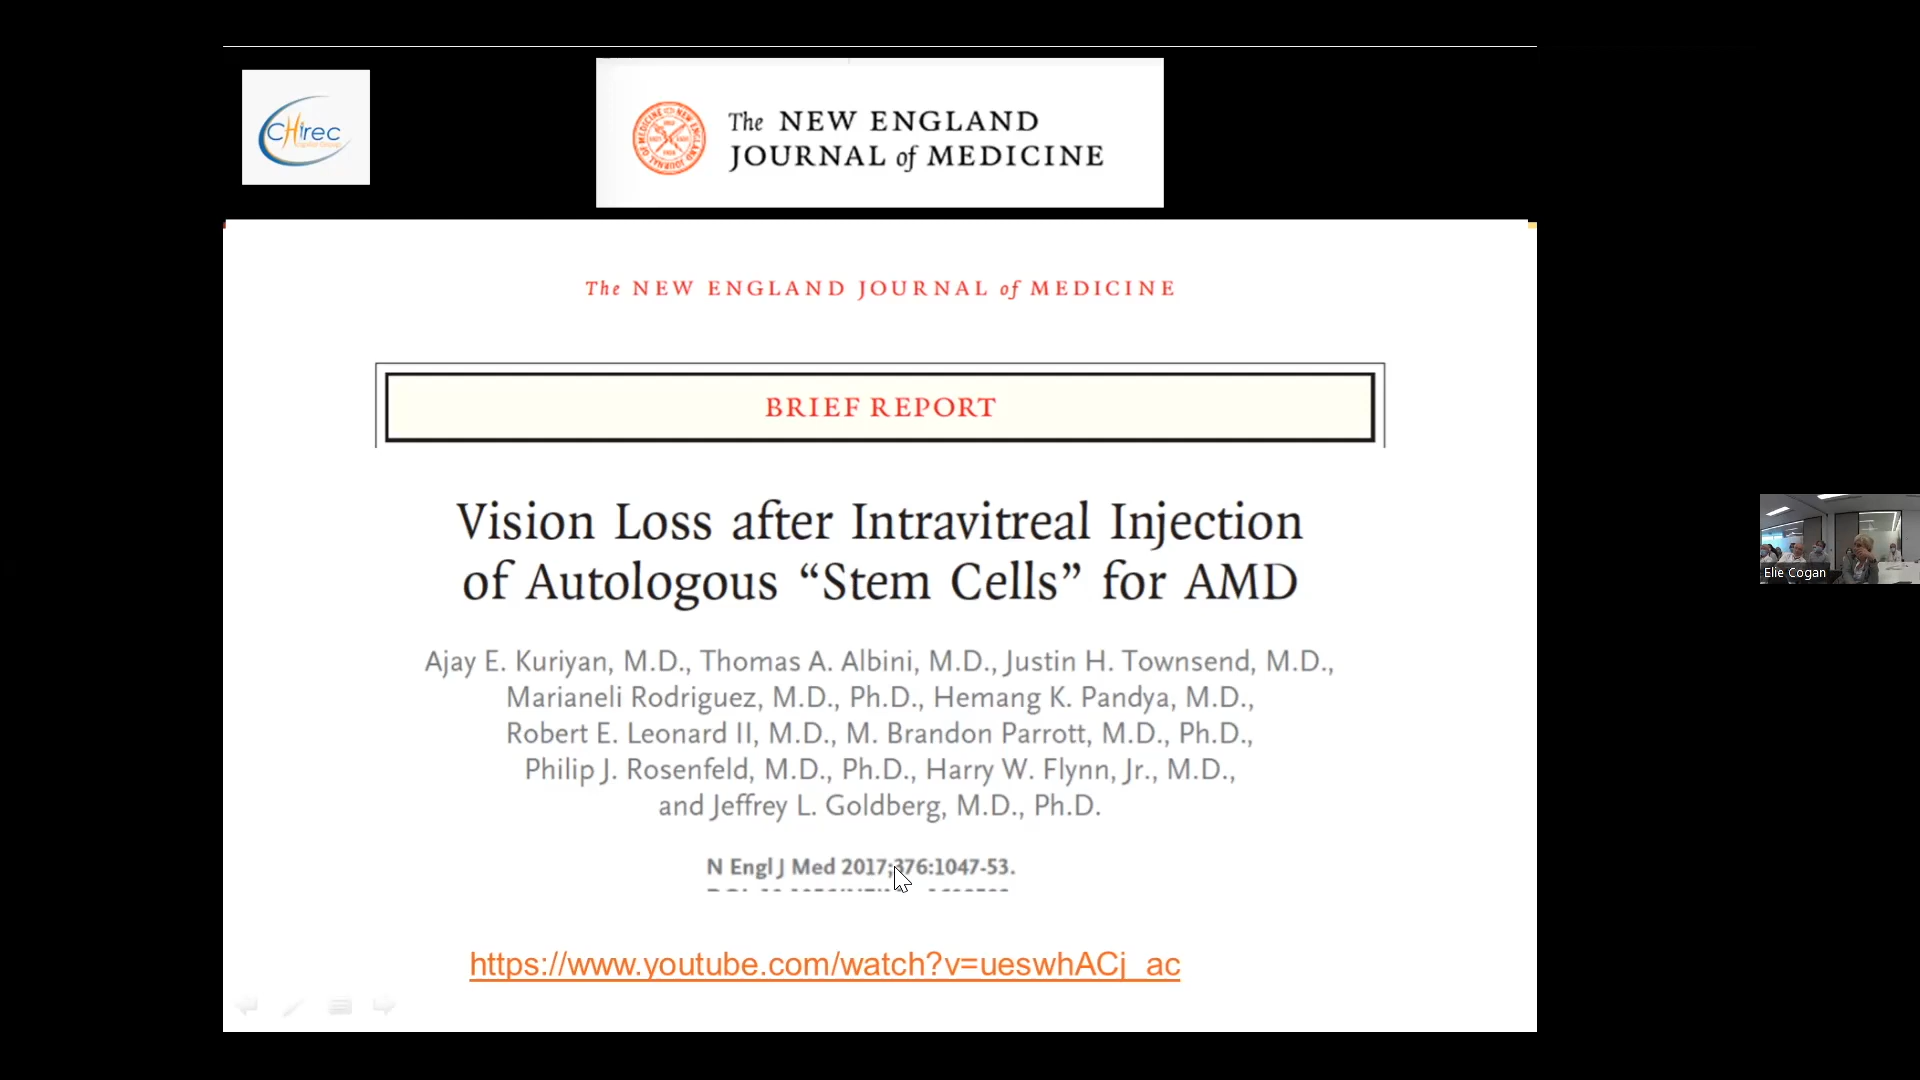 CHirec
The NEW ENGLAND
JOURNAL of MEDICINE
The NEW ENGLAND JOURNAL of MEDICINE
BRIEF REPORT
Vision Loss after Intravitreal Injection
of Autologous “Stem Cells” for AMD
Ajay E. Kuriyan, M.D., Thomas A. Albini, M.D., Justin H. Townsend, M.D.,
Marianeli Rodriguez, M.D., Ph.D., Hemang K. Pandya, M.D.,
Robert E. Leonard II, M.D., M. Brandon Parrott, M.D., Ph.D.,
Philip J. Rosenfeld, M.D., Ph.D., Harry W. Flynn, Jr., M.D.,
and Jeffrey L. Goldberg, M.D., Ph.D.
N Engl J Med 2017;376:1047-53.
https://www.youtube.com/watch?v=ueswhACj_ac
Elie Cogan